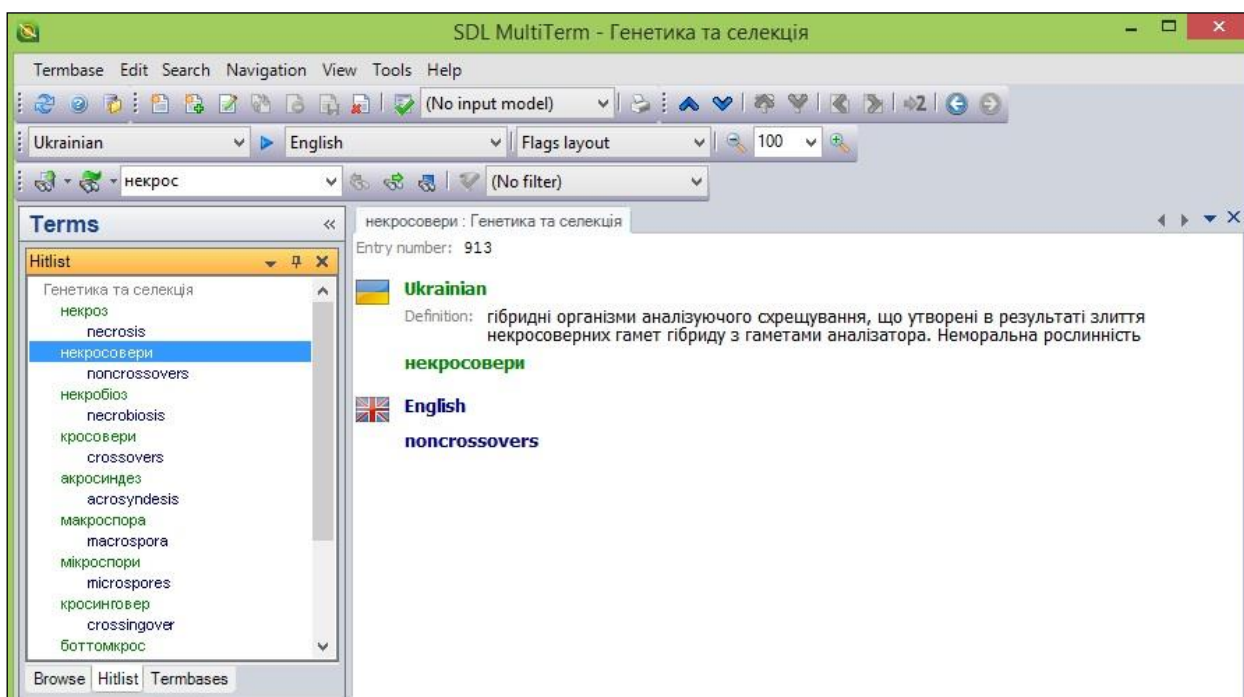 SDL MultiTerm - Генетика та селекція
Termbase Edit Search Navigation View Tools Help
(No input model)
2
Ukrainian English Flags layout 100
некрос (No filter)
Terms
некросовери : Генетика та селекція
Entry number: 913
Hitlist
Генетика та селекція
некроз
necrosis
некросовери
noncrossovers
некробіоз
necrobiosis
кросовери
crossovers
акросиндез
acrosyndesis
макроспора
macrospora
мікроспори
microspores
кросинговер
crossingover
боттомкрос
Browse Hitlist Termbases
Ukrainian
Definition: гібридні організми аналізуючого схрещування, що утворені в результаті злиття
некросоверних гамет гібриду з гаметами аналізатора. Неморальна рослинність
некросовери
English
noncrossovers